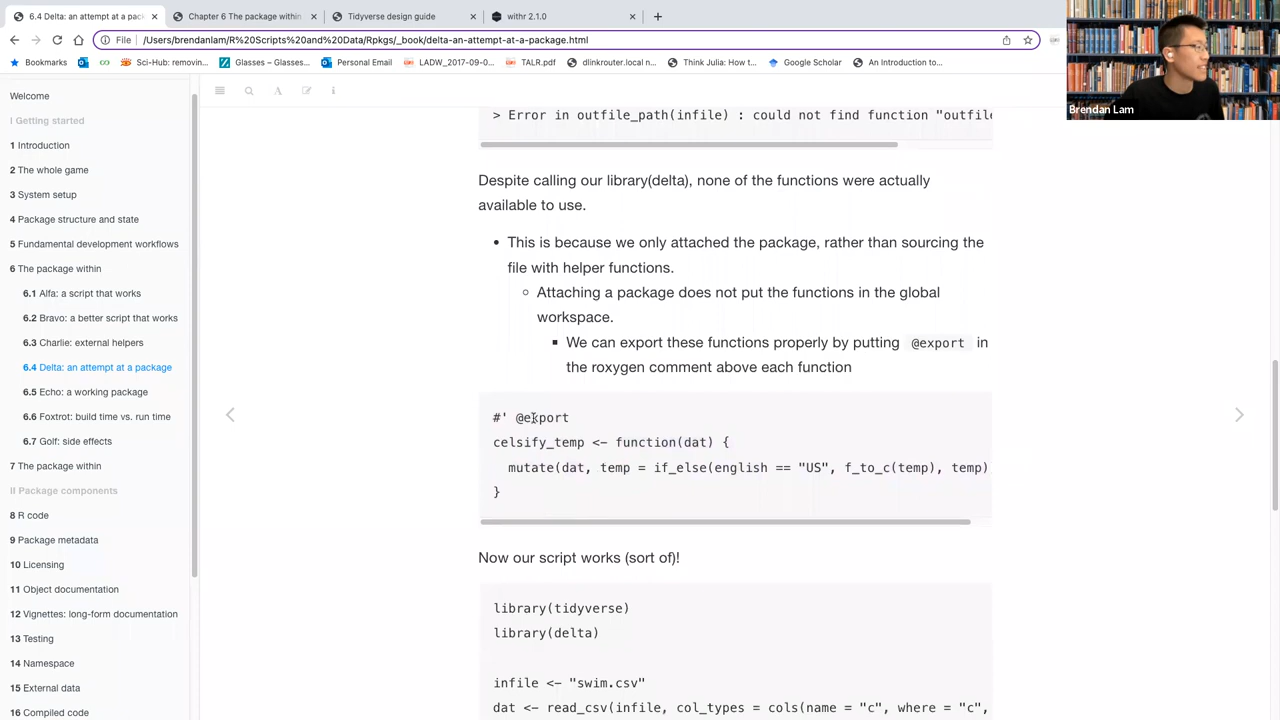 6.4 Delta: an attempt at a pack
Chapter 6 The package within
Tidyverse design guide
withr 2.1.0
File
/Users/brendanlam/R%20Scripts%20and%20Data/Rpkgs/_book/delta-an-attempt-at-a-package.html
Bookmarks
Sci-Hub: removin...
Glasses – Glasses...
Personal Email
LADW_2017-09-0...
TALR.pdf
dlinkrouter.local n...
Think Julia: How t...
Google Scholar
An Introduction to...
Brendan Lam
Welcome
I Getting started
1 Introduction
2 The whole game
3 System setup
4 Package structure and state
5 Fundamental development workflows
6 The package within
6.1 Alfa: a script that works
6.2 Bravo: a better script that works
6.3 Charlie: external helpers
6.4 Delta: an attempt at a package
6.5 Echo: a working package
6.6 Foxtrot: build time vs. run time
6.7 Golf: side effects
7 The package within
II Package components
8 R code
9 Package metadata
10 Licensing
11 Object documentation
12 Vignettes: long-form documentation
13 Testing
14 Namespace
15 External data
16 Compiled code
> Error in outfile_path(infile) : could not find function "outfile
Despite calling our library(delta), none of the functions were actually
available to use.
• This is because we only attached the package, rather than sourcing the
file with helper functions.
Attaching a package does not put the functions in the global
workspace.
We can export these functions properly by putting @export in
the roxygen comment above each function
#' @export
celsify_temp <- function(dat) {
mutate(dat, temp = if_else(english == "US", f_to_c(temp), temp)
}
Now our script works (sort of)!
library(tidyverse)
library(delta)
infile <- "swim.csv"
dat <- read_csv(infile, col_types = cols(name = "c", where = "c",